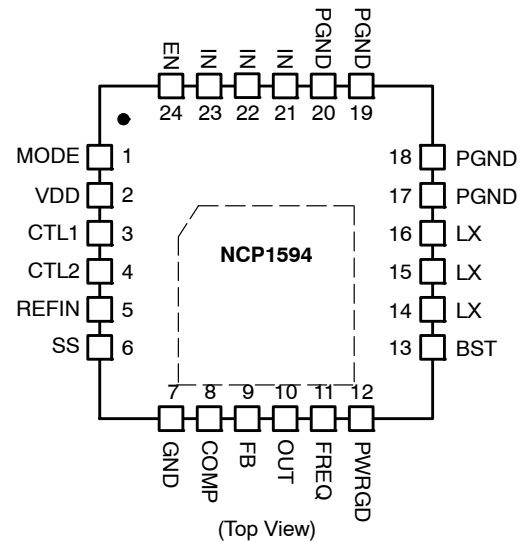 EN IN IN IN PGND PGND
24 23 22 21 20 19
MODE 1
VDD 2
CTL1 3
CTL2 4
REFIN 5
SS 6
NCP1594
18 PGND
17 PGND
16 LX
15 LX
14 LX
13 BST
7 8 9 10 11 12
GND COMP FB OUT FREQ PWRGD
(Top View)